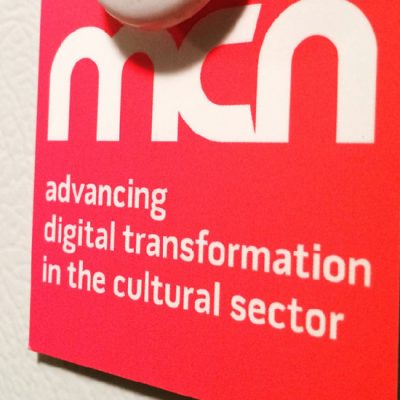 mcn
advancing
digital transformation
in the cultural sector